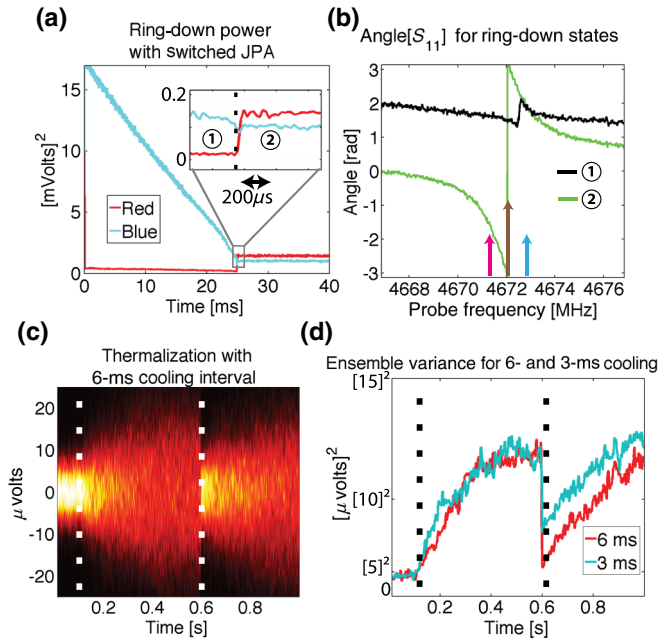 (a)
Ring-down power
with switched JPA
[mVolts]²
15
10
5
0
0.2
0
①
②
200μs
Red
Blue
0
10
20
30
40
Time [ms]
(b)
Angle[S₁₁] for ring-down states
Angle [rad]
3
2
1
0
-1
-2
-3
①
②
4668 4670 4672 4674 4676
Probe frequency [MHz]
(c)
Thermalization with
6-ms cooling interval
μ volts
20
10
0
-10
-20
0.2
0.4
0.6
0.8
Time [s]
(d)
Ensemble variance for 6- and 3-ms cooling
[μ volts]²
[15]²
[10]²
[5]²
0
6 ms
3 ms
0.2
0.4
0.6
0.8
Time [s]